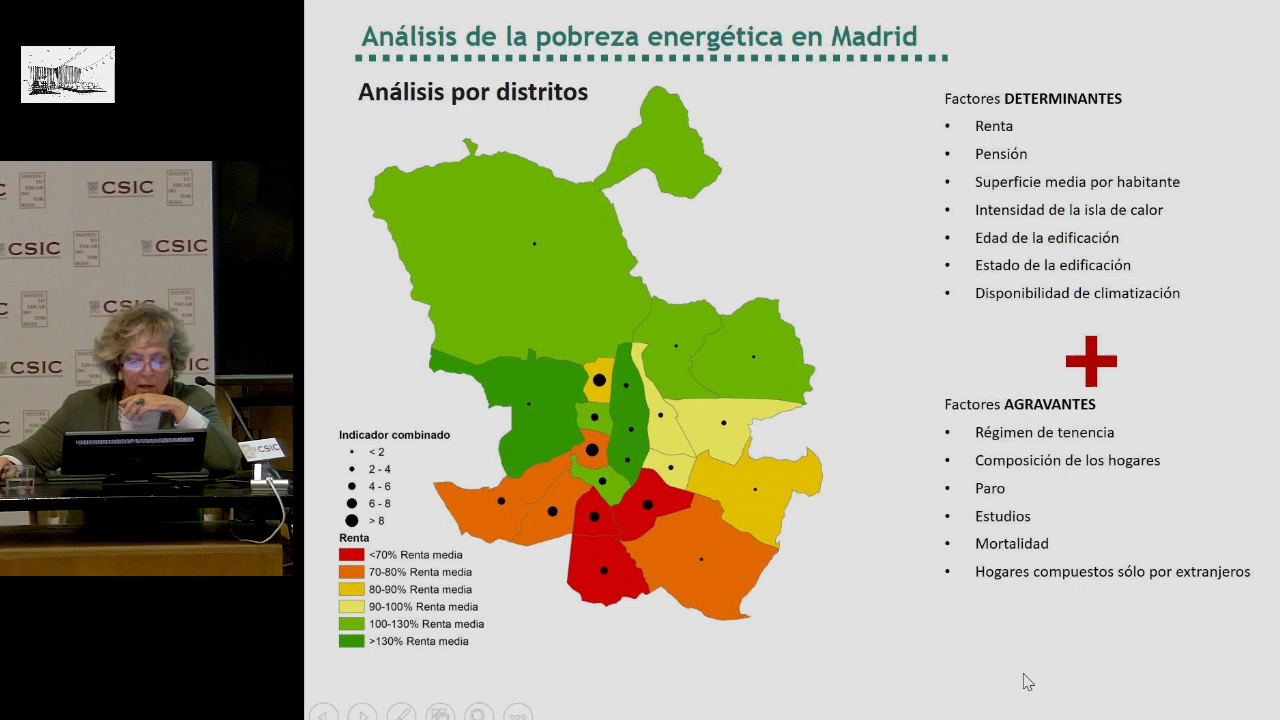 Análisis de la pobreza energética en Madrid
Análisis por distritos
Factores DETERMINANTES
• Renta
• Pensión
• Superficie media por habitante
• Intensidad de la isla de calor
• Edad de la edificación
• Estado de la edificación
• Disponibilidad de climatización
Factores AGRAVANTES
• Régimen de tenencia
• Composición de los hogares
• Paro
• Estudios
• Mortalidad
• Hogares compuestos sólo por extranjeros
Indicador combinado
< 2
2 - 4
4 - 6
6 - 8
> 8
Renta
<70% Renta media
70-80% Renta media
80-90% Renta media
90-100% Renta media
100-130% Renta media
>130% Renta media
CSIC
CSIC
CSIC
CSIC
CSIC
CSIC
CSIC
CSIC